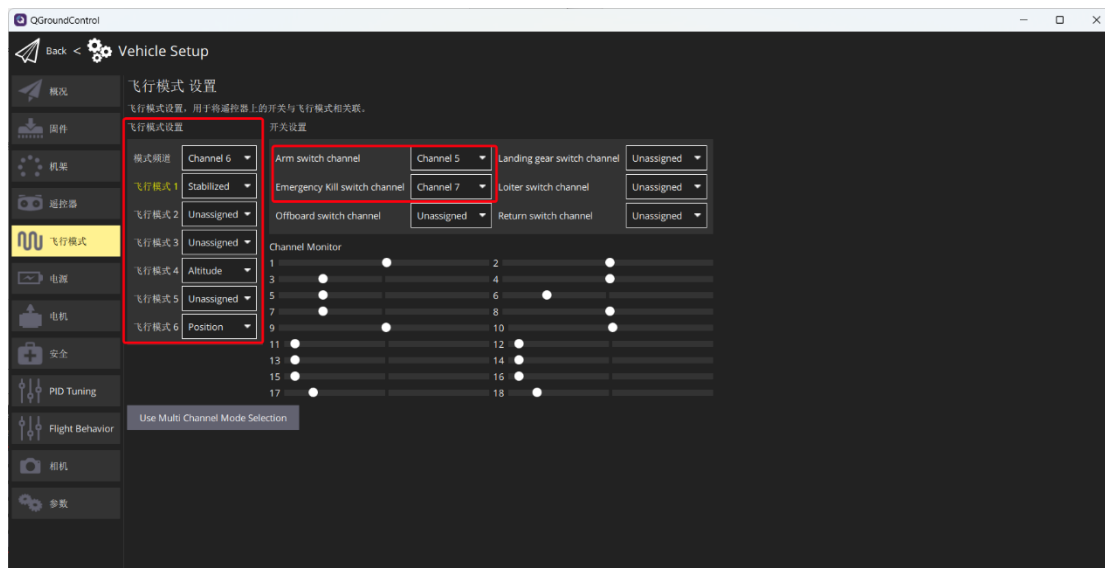 QGroundControl
Back < Vehicle Setup
概况
固件
机架
遥控器
飞行模式
电源
电机
安全
PID Tuning
Flight Behavior
相机
参数
飞行模式 设置
飞行模式设置，用于将遥控器上的开关与飞行模式相关联。
飞行模式设置
模式频道 Channel 6
飞行模式 1 Stabilized
飞行模式 2 Unassigned
飞行模式 3 Unassigned
飞行模式 4 Altitude
飞行模式 5 Unassigned
飞行模式 6 Position
开关设置
Arm switch channel Channel 5 Landing gear switch channel Unassigned
Emergency Kill switch channel Channel 7 Loiter switch channel Unassigned
Offboard switch channel Unassigned Return switch channel Unassigned
Channel Monitor
1 2
3 4
5 6
7 8
9 10
11 12
13 14
15 16
17 18
Use Multi Channel Mode Selection